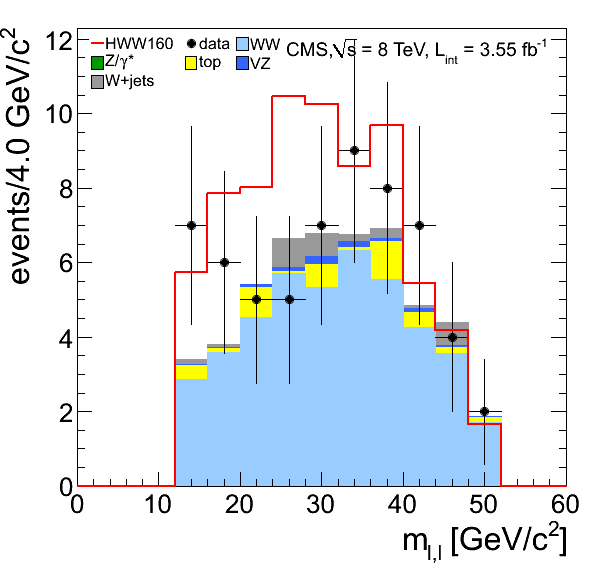 HWW160 data WW CMS,√s = 8 TeV, L_int = 3.55 fb⁻¹
Z/γ* top VZ
W+jets
events/4.0 GeV/c²
12
10
8
6
4
2
0
0 10 20 30 40 50 60
m_l,l [GeV/c²]